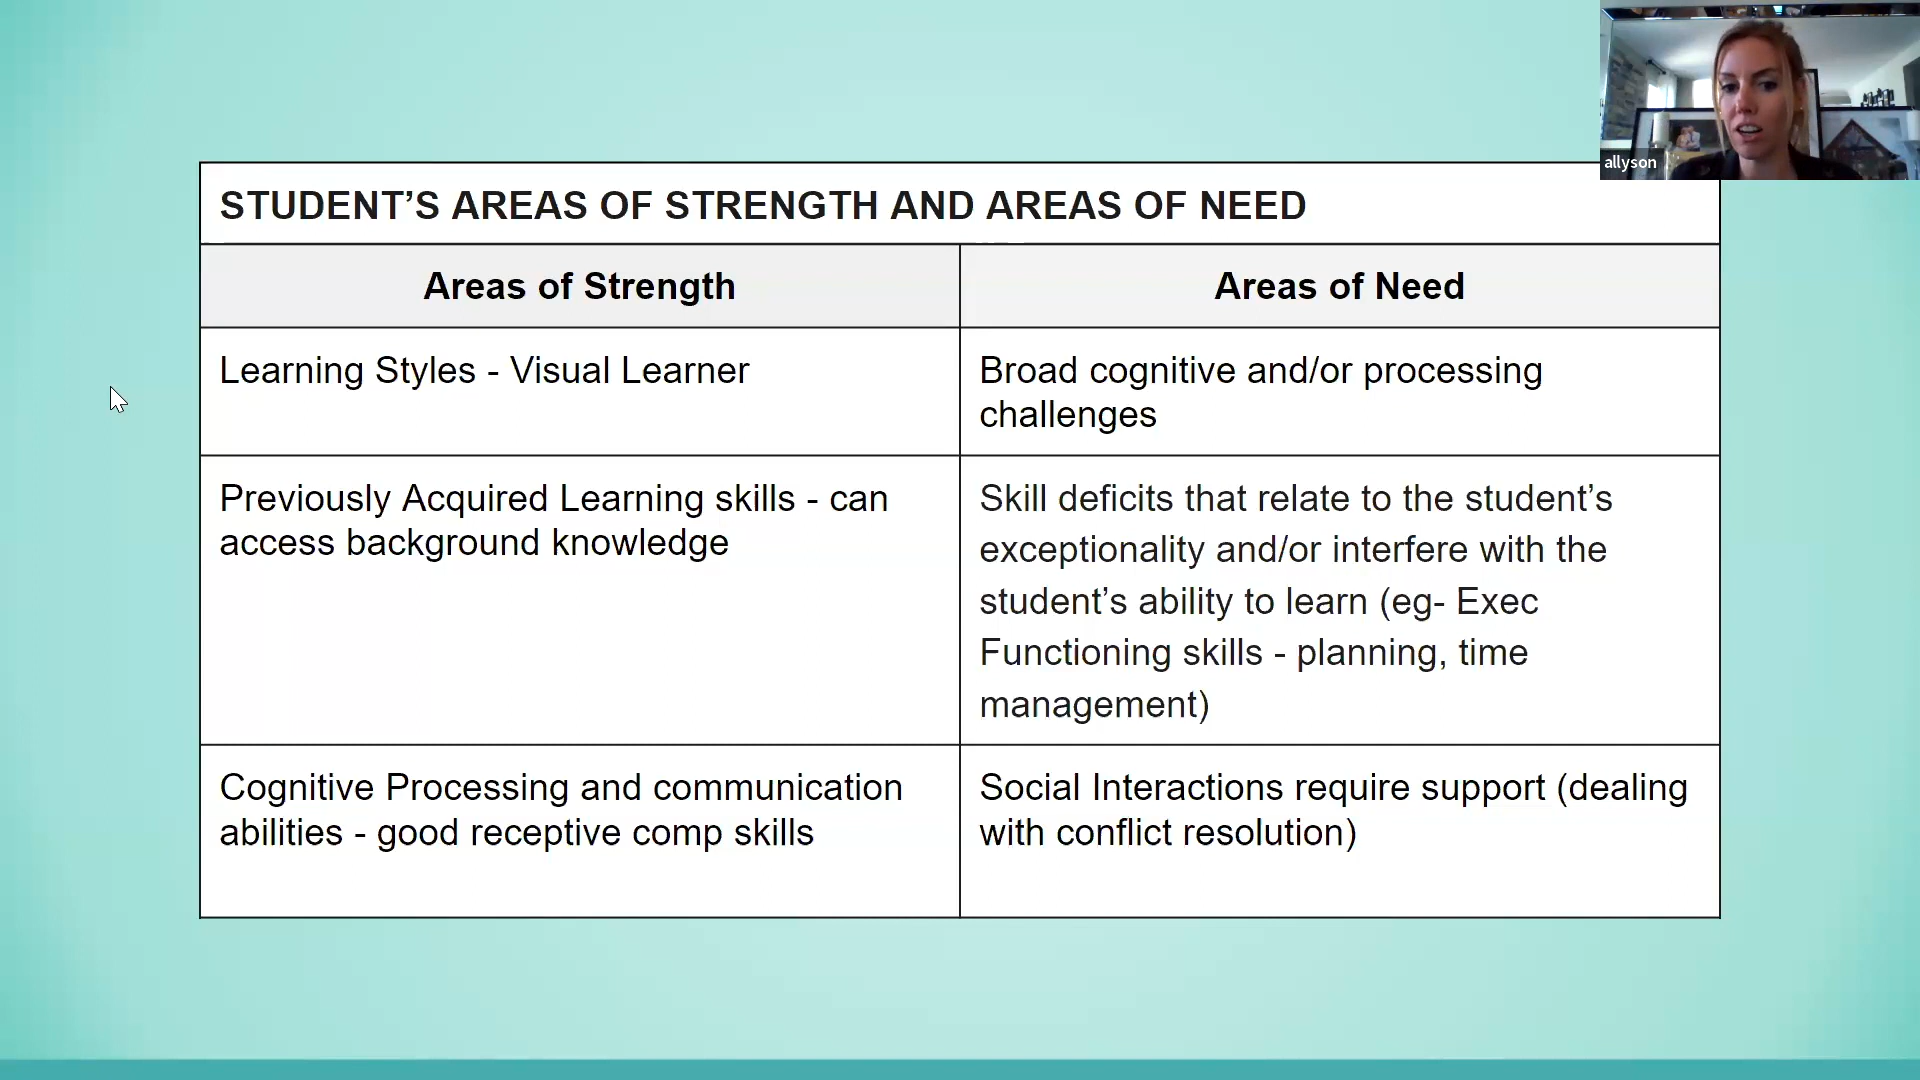 allyson
STUDENT’S AREAS OF STRENGTH AND AREAS OF NEED
Areas of Strength
Areas of Need
Learning Styles - Visual Learner
Broad cognitive and/or processing
challenges
Previously Acquired Learning skills - can
access background knowledge
Skill deficits that relate to the student’s
exceptionality and/or interfere with the
student’s ability to learn (eg- Exec
Functioning skills - planning, time
management)
Cognitive Processing and communication
abilities - good receptive comp skills
Social Interactions require support (dealing
with conflict resolution)